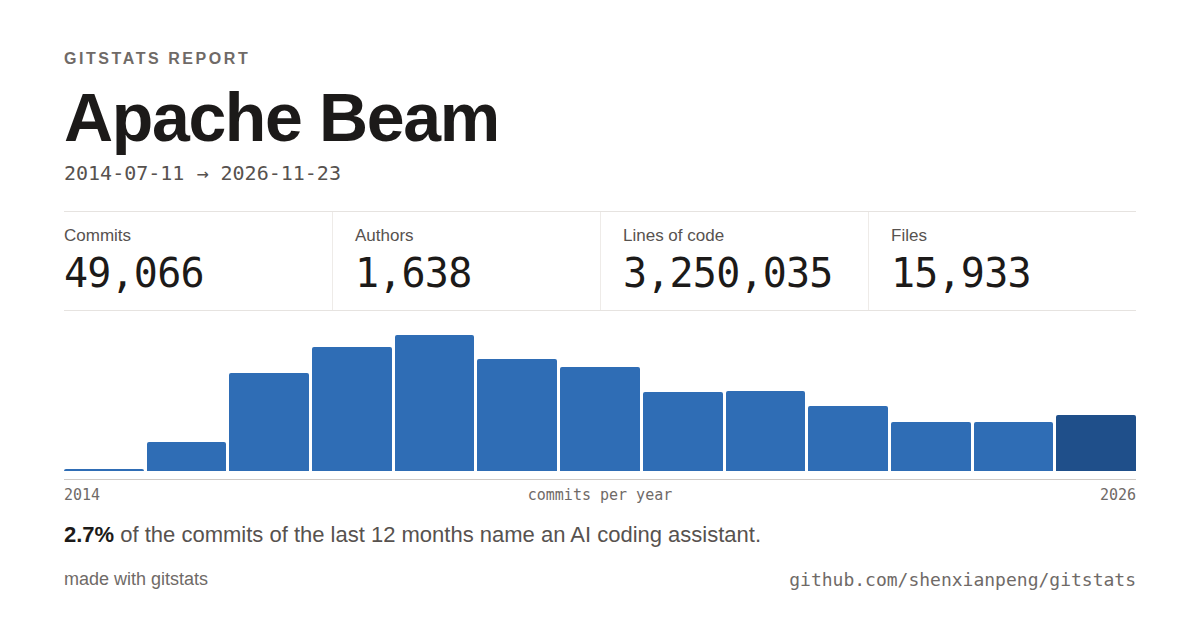 GITSTATS REPORT
Apache Beam
2014-07-11 → 2026-11-23
Commits
49,066
Authors
1,638
Lines of code
3,250,035
Files
15,933
2014
commits per year
2026
2.7% of the commits of the last 12 months name an AI coding assistant.
made with gitstats
github.com/shenxianpeng/gitstats